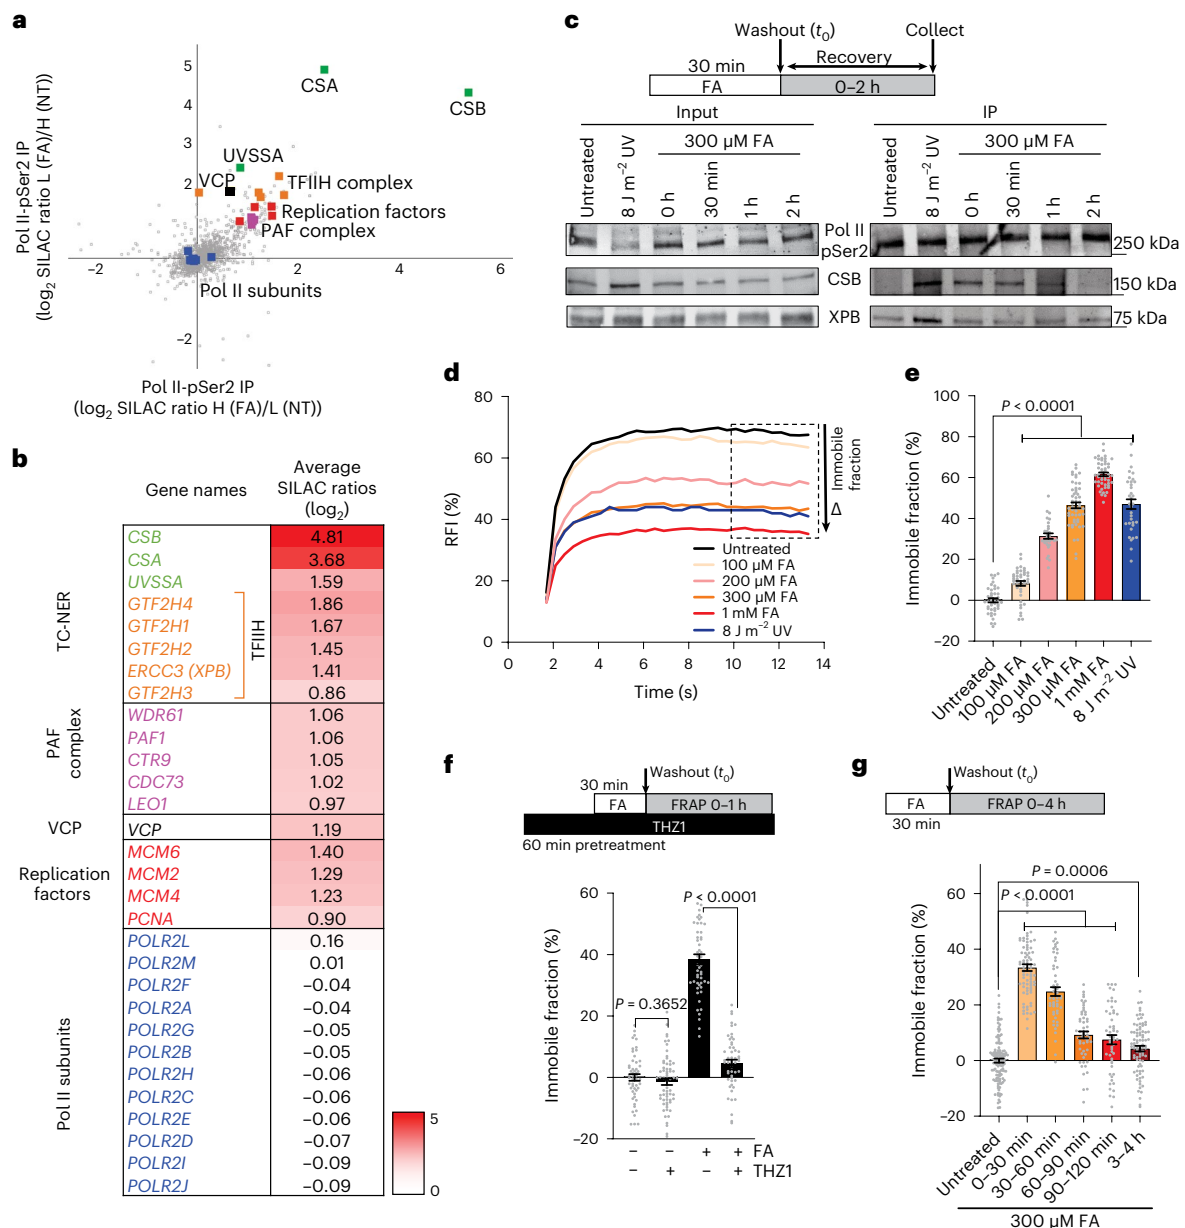 a
Pol II-pSer2 IP
(log2 SILAC ratio L (FA)/H (NT))
5
4
3
2
−2
−2
2
4
6
CSA
CSB
UVSSA
VCP
TFIIH complex
Replication factors
PAF complex
Pol II subunits
Pol II-pSer2 IP
(log2 SILAC ratio H (FA)/L (NT))
b
Gene names
Average SILAC ratios (log2)
TC-NER
TFIIH
CSB 4.81
CSA 3.68
UVSSA 1.59
GTF2H4 1.86
GTF2H1 1.67
GTF2H2 1.45
ERCC3 (XPB) 1.41
GTF2H3 0.86
PAF complex
WDR61 1.06
PAF1 1.06
CTR9 1.05
CDC73 1.02
LEO1 0.97
VCP
VCP 1.19
Replication factors
MCM6 1.40
MCM2 1.29
MCM4 1.23
PCNA 0.90
Pol II subunits
POLR2L 0.16
POLR2M 0.01
POLR2F −0.04
POLR2A −0.04
POLR2G −0.05
POLR2B −0.05
POLR2H −0.06
POLR2C −0.06
POLR2E −0.06
POLR2D −0.07
POLR2I −0.09
POLR2J −0.09
5
0
c
Washout (t0)
Collect
30 min
Recovery
FA
0–2 h
Input
IP
Untreated
8 J m−2 UV
300 µM FA
0 h
30 min
1 h
2 h
Untreated
8 J m−2 UV
300 µM FA
0 h
30 min
1 h
2 h
Pol II pSer2
250 kDa
CSB
150 kDa
XPB
75 kDa
d
RFI (%)
80
60
40
20
0
0 2 4 6 8 10 12 14
Time (s)
Immobile fraction
Δ
Untreated
100 µM FA
200 µM FA
300 µM FA
1 mM FA
8 J m−2 UV
e
P < 0.0001
Immobile fraction (%)
100
80
60
40
20
0
−20
Untreated
100 µM FA
200 µM FA
300 µM FA
1 mM FA
8 J m−2 UV
f
30 min
Washout (t0)
FA
FRAP 0–1 h
THZ1
60 min pretreatment
Immobile fraction (%)
60
40
20
0
−20
P < 0.0001
P = 0.3652
− − + + FA
− + − + THZ1
g
Washout (t0)
FA
FRAP 0–4 h
30 min
P = 0.0006
P < 0.0001
Immobile fraction (%)
60
40
20
0
−20
Untreated
0–30 min
30–60 min
60–90 min
90–120 min
3–4 h
300 µM FA